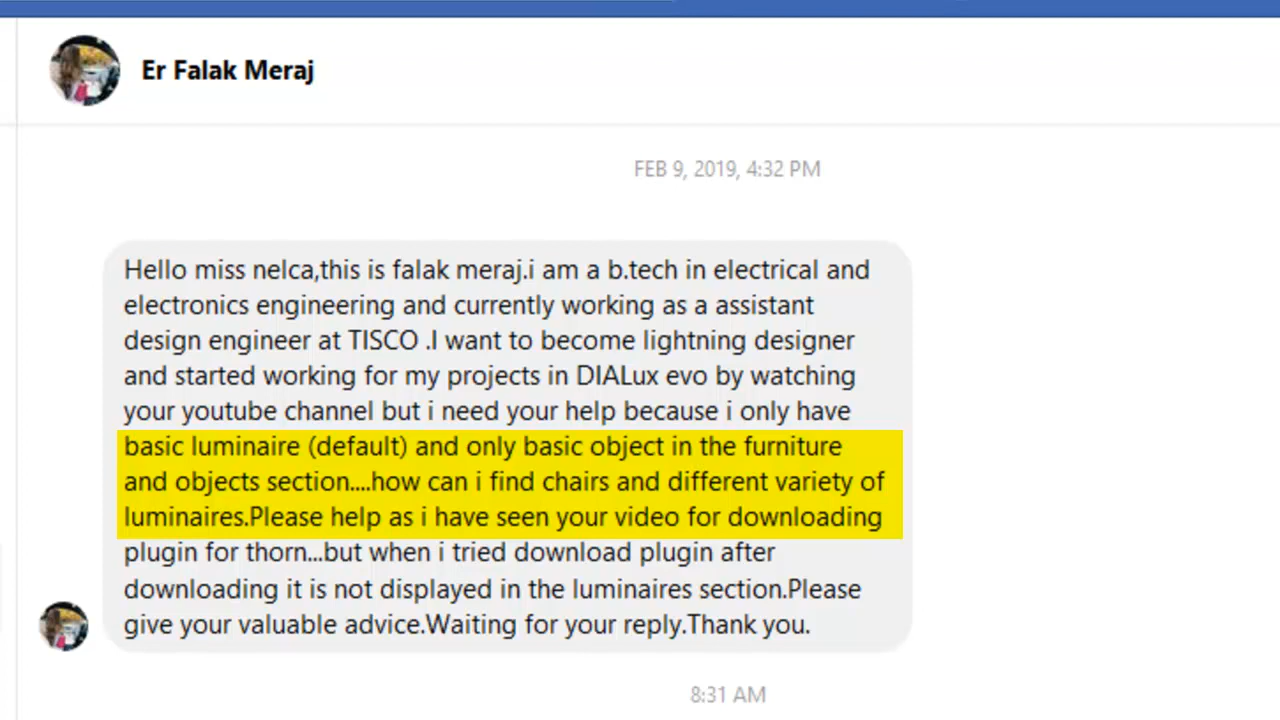 Er Falak Meraj
FEB 9, 2019, 4:32 PM
Hello miss nelca,this is falak meraj.i am a b.tech in electrical and
electronics engineering and currently working as a assistant
design engineer at TISCO .I want to become lightning designer
and started working for my projects in DIALux evo by watching
your youtube channel but i need your help because i only have
basic luminaire (default) and only basic object in the furniture
and objects section....how can i find chairs and different variety of
luminaires.Please help as i have seen your video for downloading
plugin for thorn...but when i tried download plugin after
downloading it is not displayed in the luminaires section.Please
give your valuable advice.Waiting for your reply.Thank you.
8:31 AM